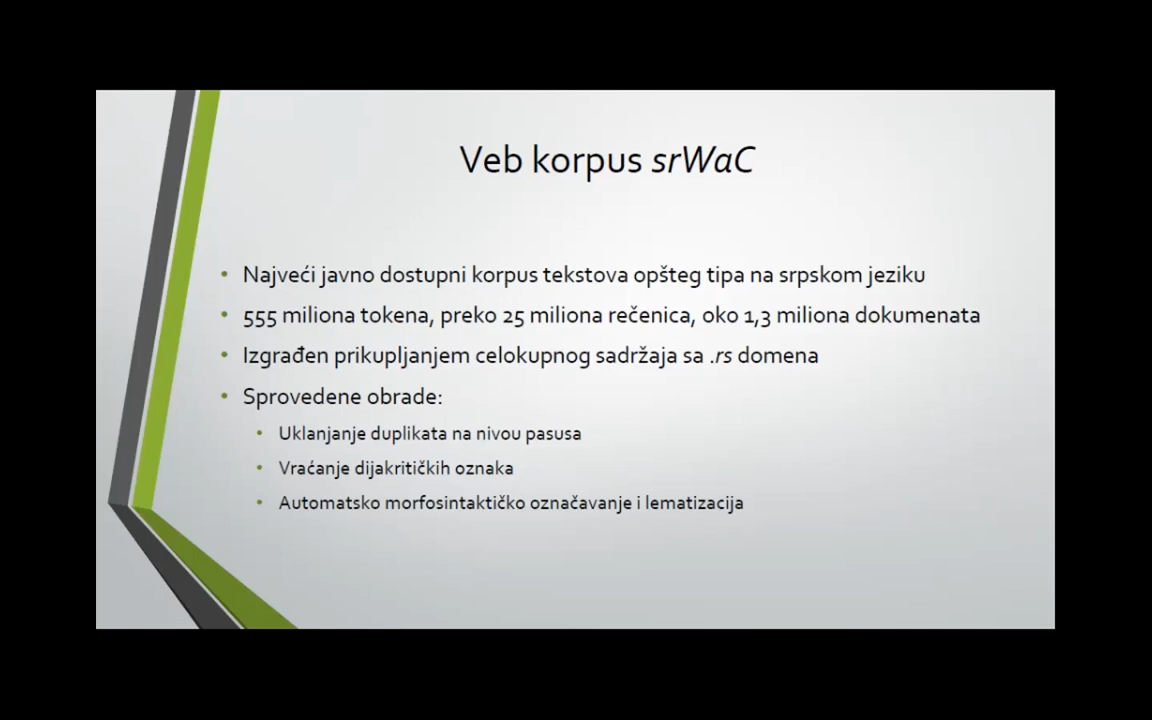 Veb korpus srWaC
• Najveći javno dostupni korpus tekstova opšteg tipa na srpskom jeziku
• 555 miliona tokena, preko 25 miliona rečenica, oko 1,3 miliona dokumenata
• Izgrađen prikupljanjem celokupnog sadržaja sa .rs domena
• Sprovedene obrade:
• Uklanjanje duplikata na nivou pasusa
• Vraćanje dijakritičkih oznaka
• Automatsko morfosintaktičko označavanje i lematizacija